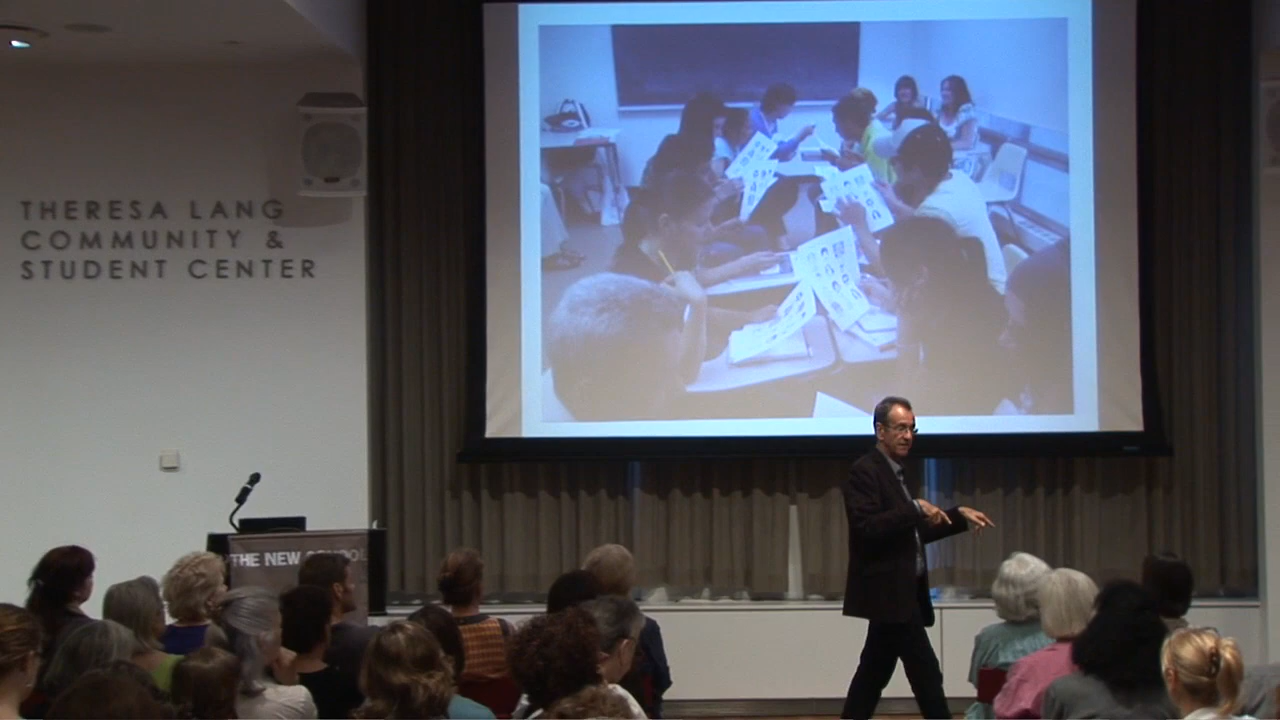 THERESA LANG
COMMUNITY &
STUDENT CENTER
THE NEW SCHOOL